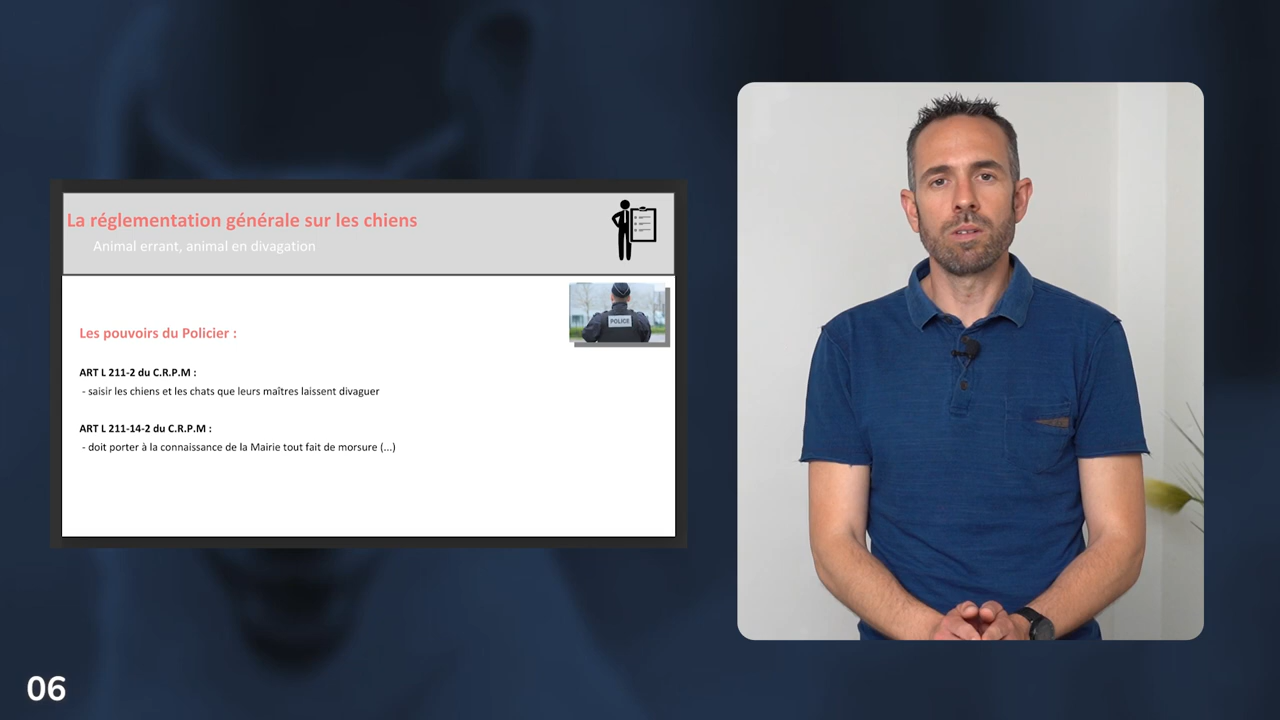 La réglementation générale sur les chiens
Animal errant, animal en divagation
POLICE
Les pouvoirs du Policier :
ART L 211-2 du C.R.P.M :
- saisir les chiens et les chats que leurs maîtres laissent divaguer
ART L 211-14-2 du C.R.P.M :
- doit porter à la connaissance de la Mairie tout fait de morsure (...)
06